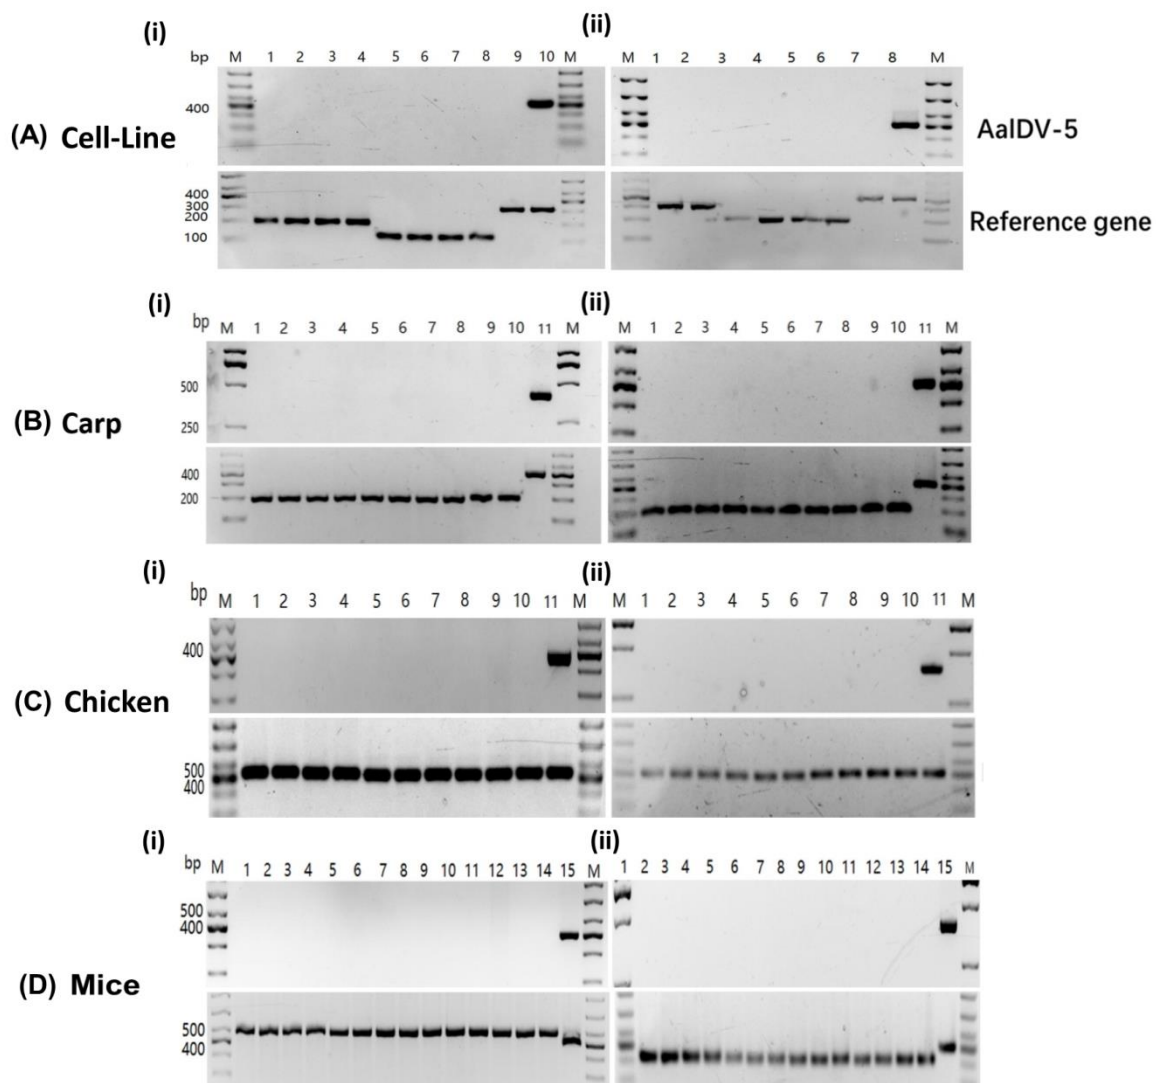 (i) (ii)
bp M 1 2 3 4 5 6 7 8 9 10 M M 1 2 3 4 5 6 7 8 M
400
(A) Cell-Line AalDV-5
400
300
200
100
Reference gene
(i) (ii)
bp M 1 2 3 4 5 6 7 8 9 10 11 M M 1 2 3 4 5 6 7 8 9 10 11 M
500
(B) Carp
250
400
200
(i) (ii)
bp M 1 2 3 4 5 6 7 8 9 10 11 M M 1 2 3 4 5 6 7 8 9 10 11 M
400
(C) Chicken
500
400
(i) (ii)
bp M 1 2 3 4 5 6 7 8 9 10 11 12 13 14 15 M 1 2 3 4 5 6 7 8 9 10 11 12 13 14 15 M
500
400
(D) Mice
500
400